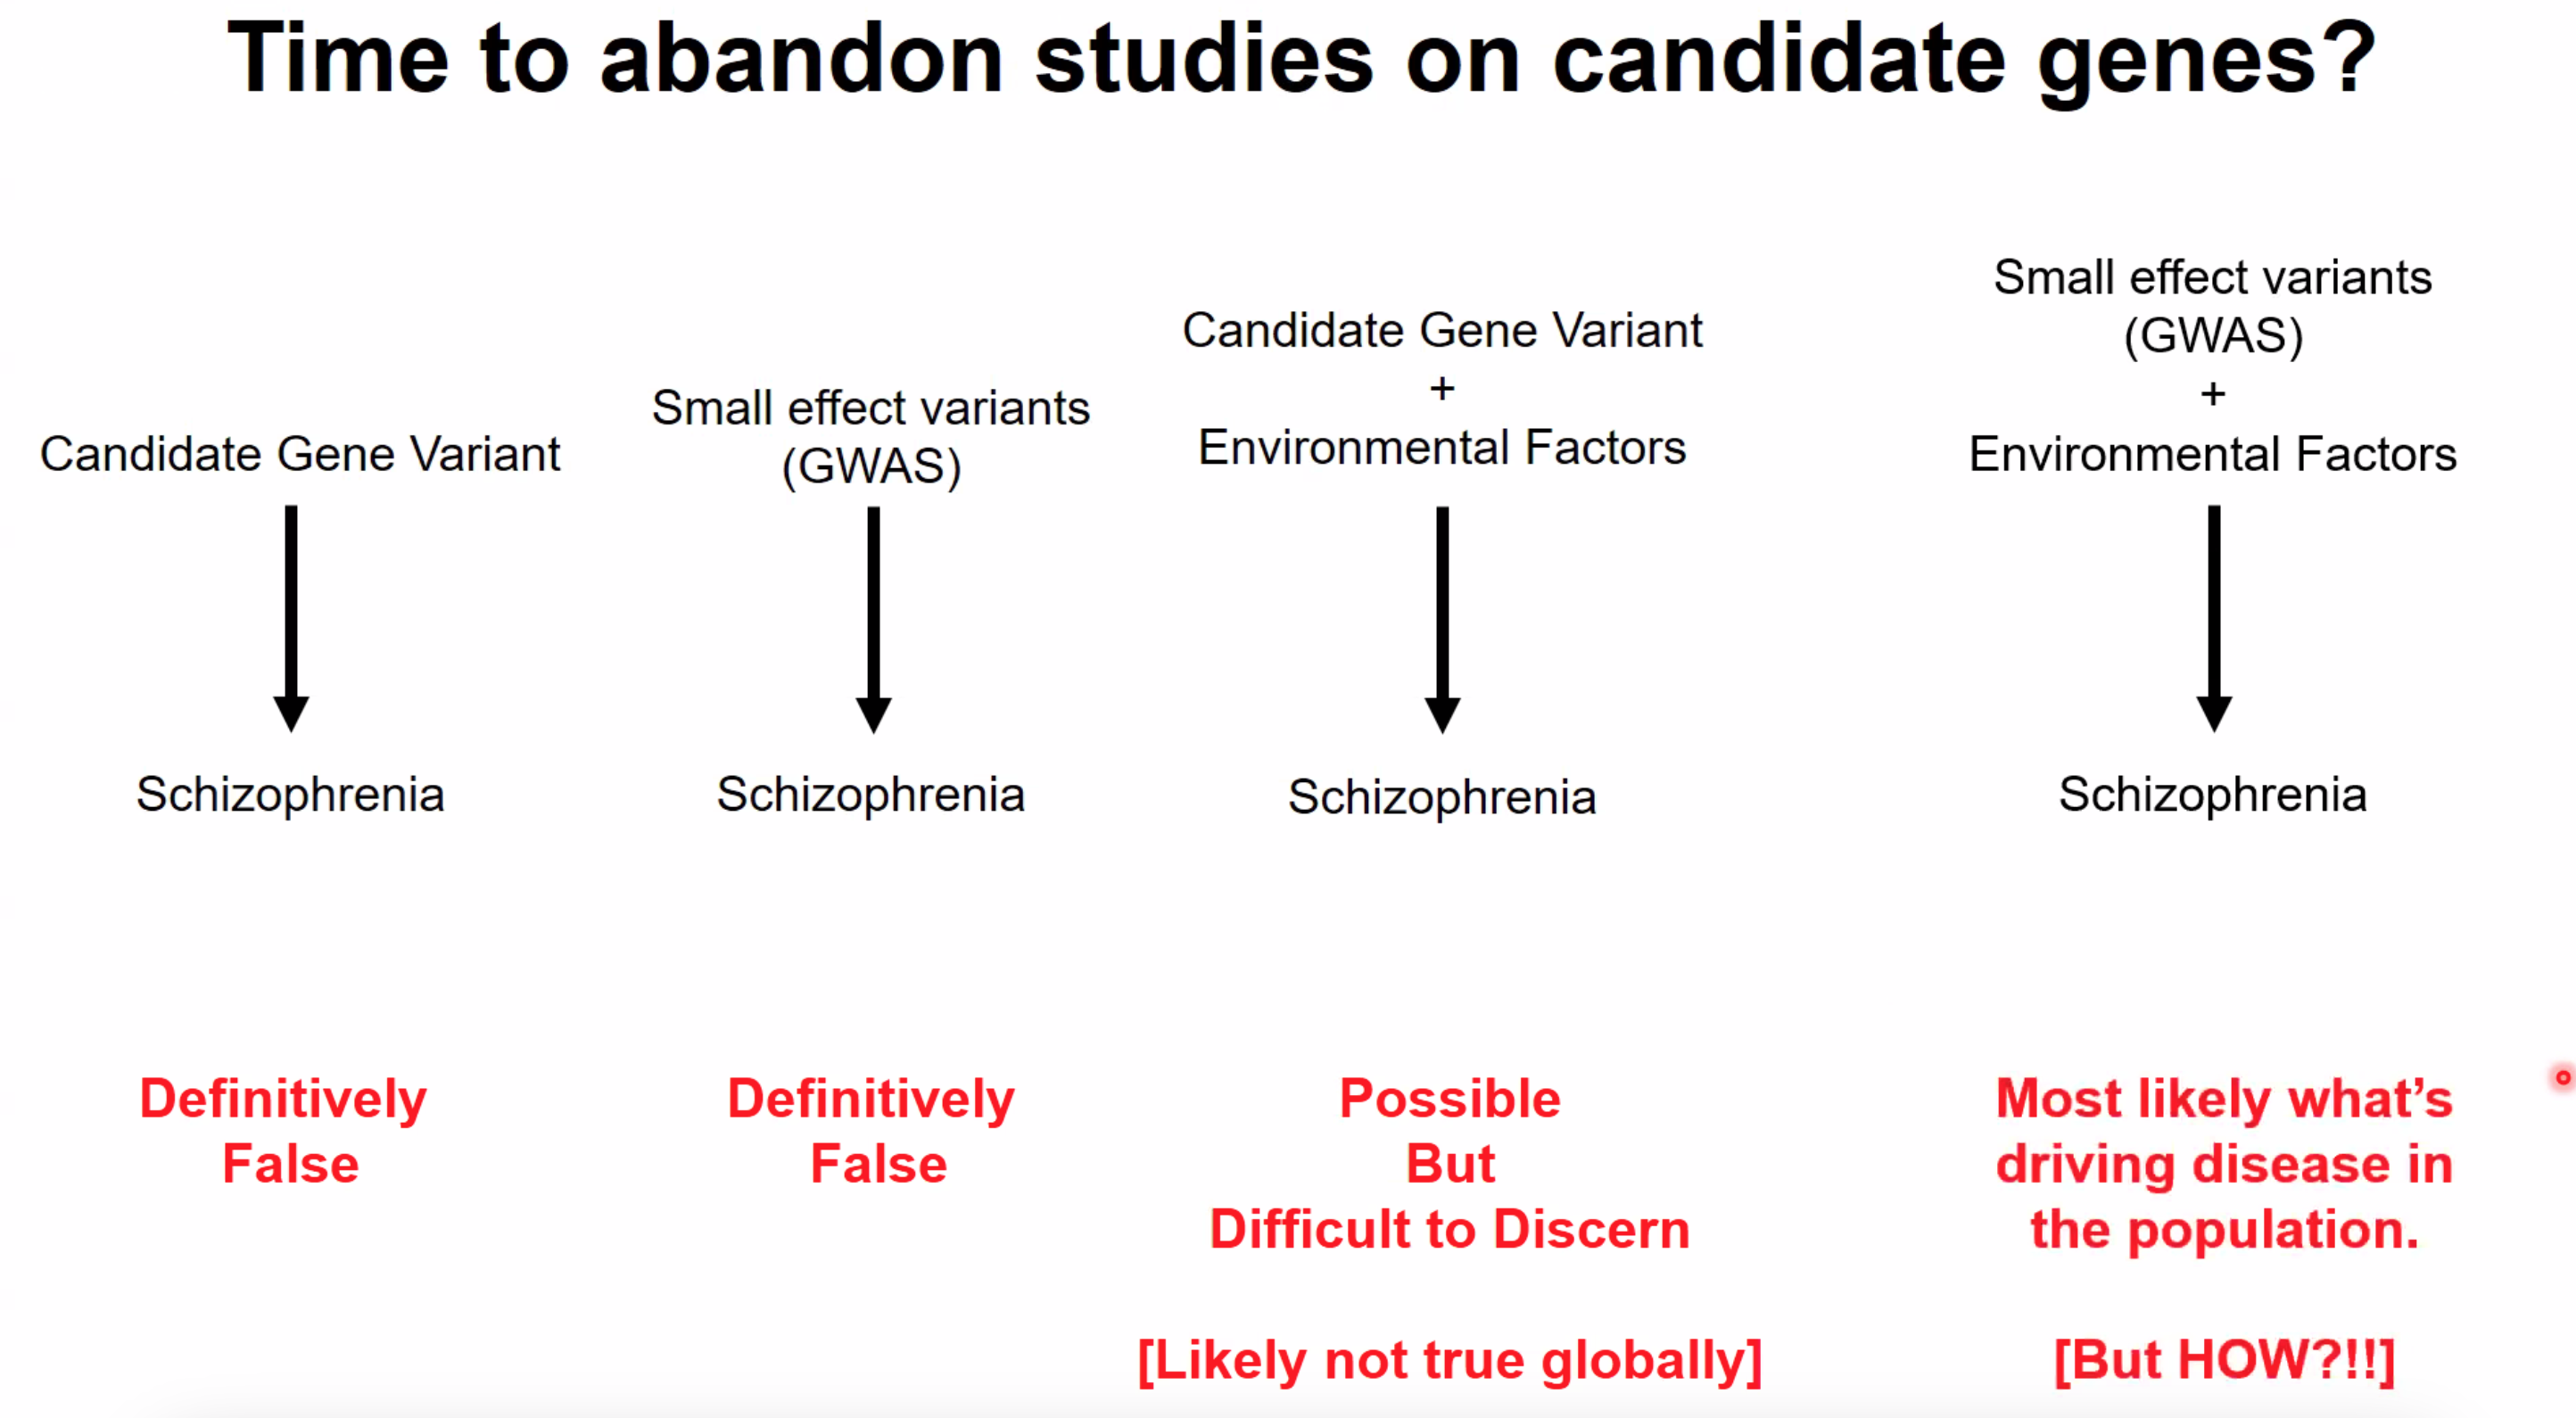 Time to abandon studies on candidate genes?
Candidate Gene Variant
Schizophrenia
Definitively
False
Small effect variants
(GWAS)
Schizophrenia
Definitively
False
Candidate Gene Variant
+
Environmental Factors
Schizophrenia
Possible
But
Difficult to Discern
[Likely not true globally]
Small effect variants
(GWAS)
+
Environmental Factors
Schizophrenia
Most likely what’s
driving disease in
the population.
[But HOW?!!]